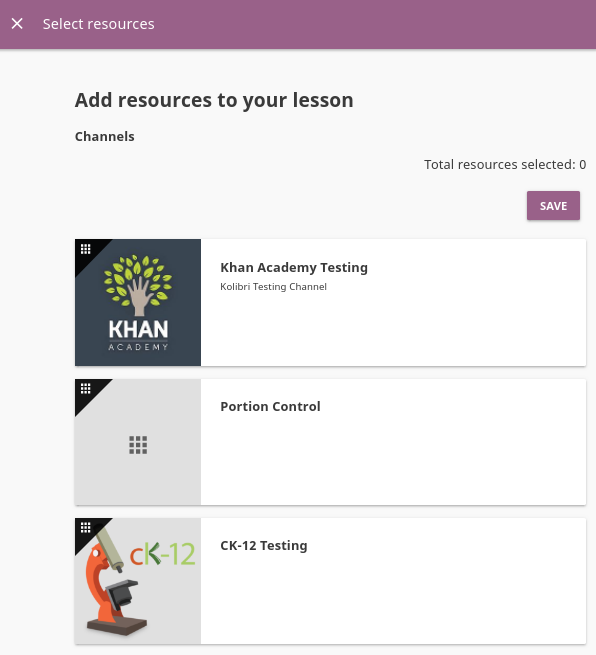 Select resources
Add resources to your lesson
Channels
Total resources selected: 0
SAVE
Khan Academy Testing
Kolibri Testing Channel
KHAN
ACADEMY
Portion Control
CK-12 Testing
cK-12